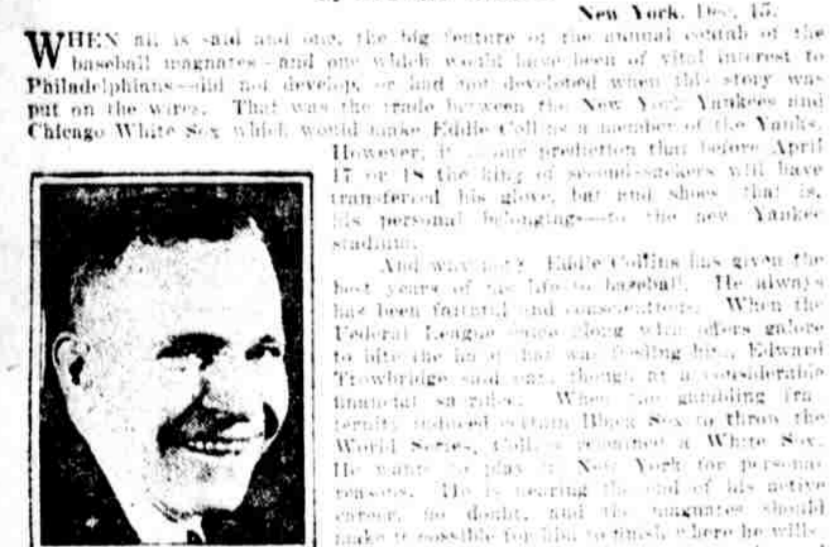 New York, Dec. 15.
WHEN all is said and one, the big feature of the annual confab of the
baseball magnates—and one which would have been of vital interest to
Philadelphians—did not develop, or had not developed when this story was
put on the wires. That was the trade between the New York Yankees and
Chicago White Sox which would make Eddie Collins a member of the Yanks.
However, it our prediction that before April
17 or 18 the king of second-sackers will have
transferred his glove, bat and shoes that is,
his personal belongings—to the new Yankee
stadium.
And why not? Eddie Collins has given the
best years of his life to baseball. He always
has been faithful and conscientious. When the
Federal League came along with offers galore
to bite the that was feeding him, Edward
Trowbridge said nay, though at a considerable
financial sacrifice. When the gambling fra
ternity induced certain Black Sox to throw the
World Series, Collins remained a White Sox.
He wants to play in New York for personal
reasons. He is nearing the end of his active
career, no doubt, and the magnates should
make it possible for him to finish where he wills.